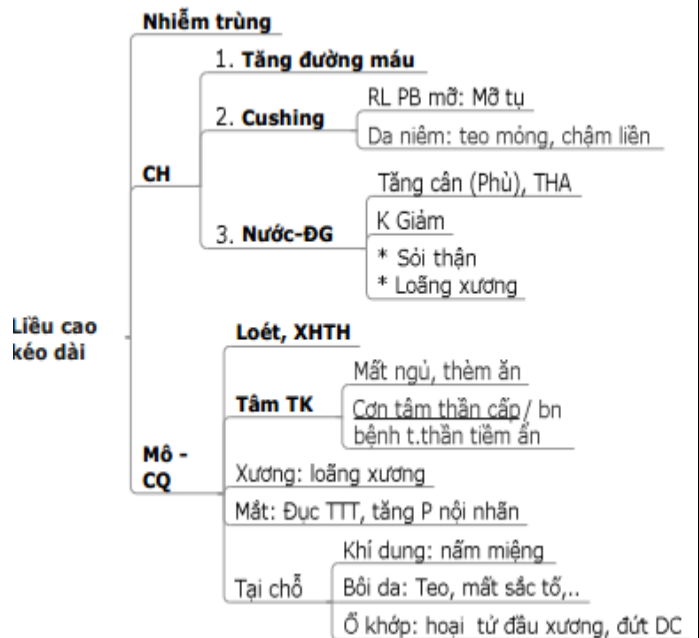 Nhiễm trùng
1. Tăng đường máu
RL PB mỡ: Mỡ tụ
2. Cushing
Da niêm: teo mỏng, chậm liền
CH
Tăng cân (Phù), THA
K Giảm
3. Nước-ĐG
* Sỏi thận
* Loãng xương
Liều cao
kéo dài
Loét, XHTH
Mất ngủ, thèm ăn
Tâm TK
Cơn tâm thần cấp/ bn
bệnh t.thần tiềm ẩn
Mô -
CQ
Xương: loãng xương
Mắt: Đục TTT, tăng P nội nhãn
Khí dung: nấm miệng
Tại chỗ
Bôi da: Teo, mất sắc tố,..
Ổ khớp: hoại tử đầu xương, đứt DC